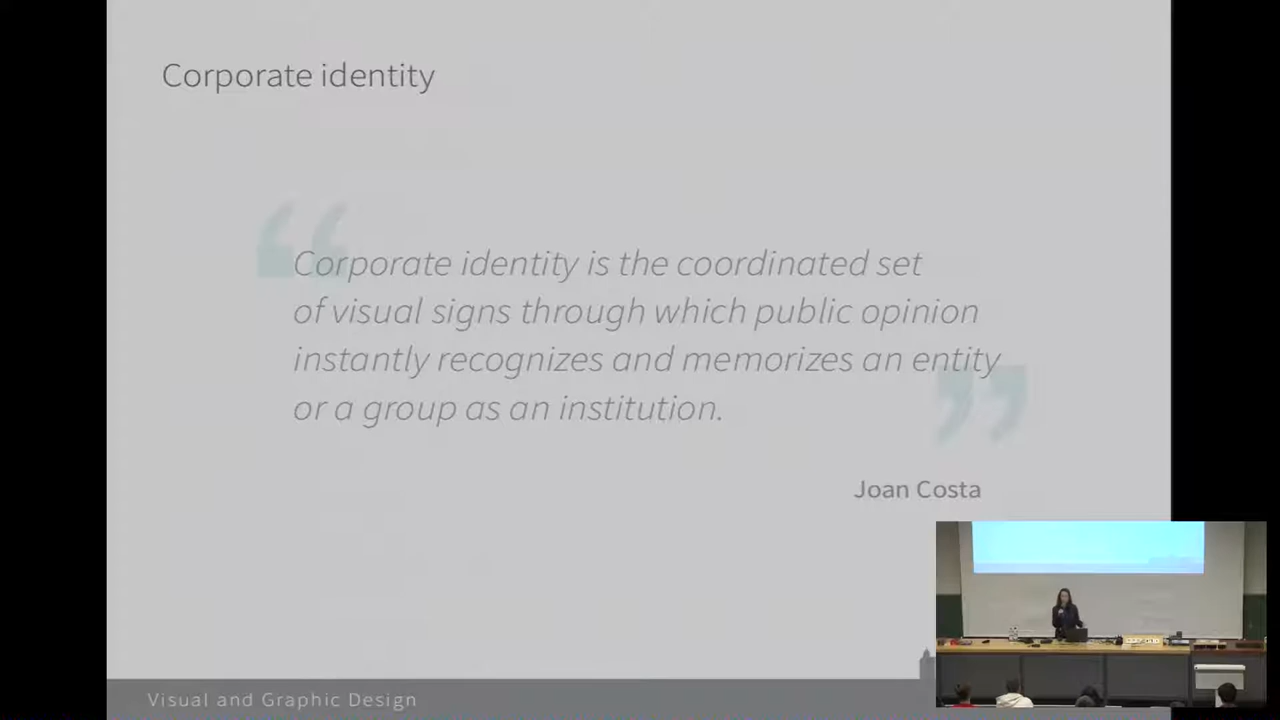 Corporate identity
“Corporate identity is the coordinated set
of visual signs through which public opinion
instantly recognizes and memorizes an entity
or a group as an institution.”
Joan Costa
Visual and Graphic Design